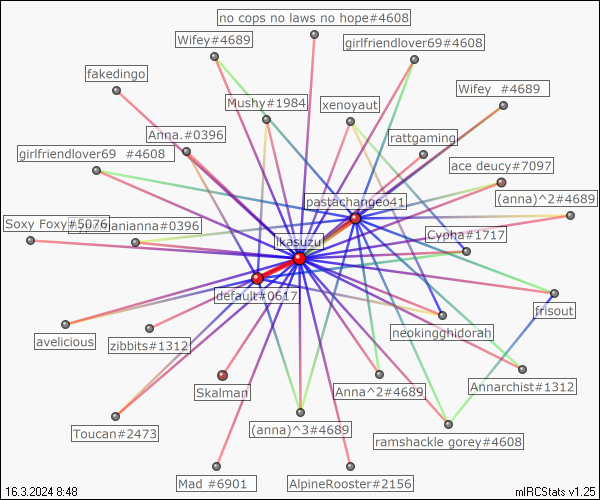 no cops no laws no hope#4608
Wifey#4689
girlfriendlover69#4608
fakedingo
Wifey  #4689
Mushy#1984
xenoyaut
Anna.#0396
rattgaming
girlfriendlover69  #4608
ace deucy#7097
pastachangeo41
(anna)^2#4689
Soxy Foxy#5076
anianna#0396
Cypha#1717
ikasuzu
default#0617
frisout
neokingghidorah
avelicious
zibbits#1312
Skalman
Anna^2#4689
Annarchist#1312
Toucan#2473
(anna)^3#4689
ramshackle gorey#4608
Mad #6901
AlpineRooster#2156
16.3.2024 8:48
mIRCStats v1.25